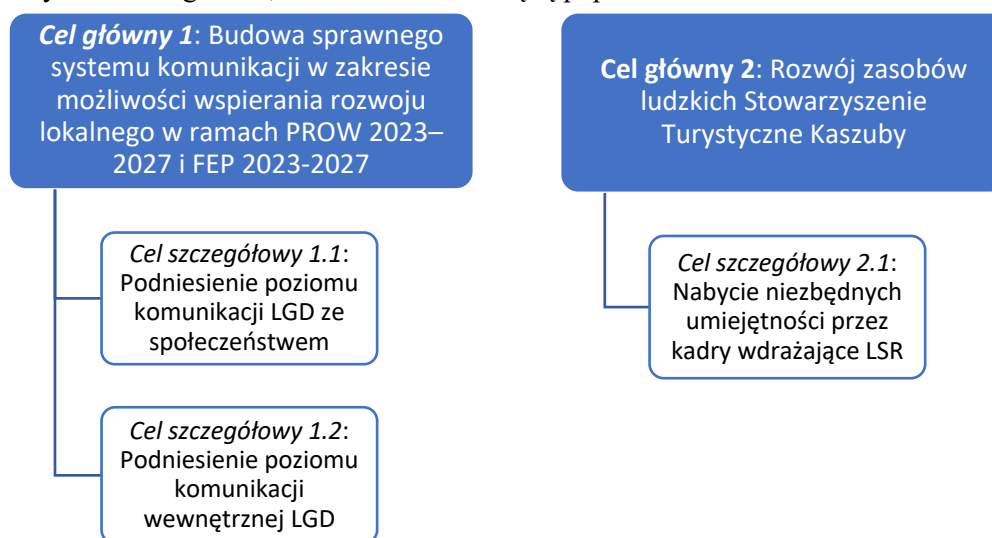 Cel główny 1: Budowa sprawnego
systemu komunikacji w zakresie
możliwości wspierania rozwoju
lokalnego w ramach PROW 2023–
2027 i FEP 2023-2027
Cel szczegółowy 1.1:
Podniesienie poziomu
komunikacji LGD ze
społeczeństwem
Cel szczegółowy 1.2:
Podniesienie poziomu
komunikacji
wewnętrznej LGD
Cel główny 2: Rozwój zasobów
ludzkich Stowarzyszenie
Turystyczne Kaszuby
Cel szczegółowy 2.1:
Nabycie niezbędnych
umiejętności przez
kadry wdrażające LSR